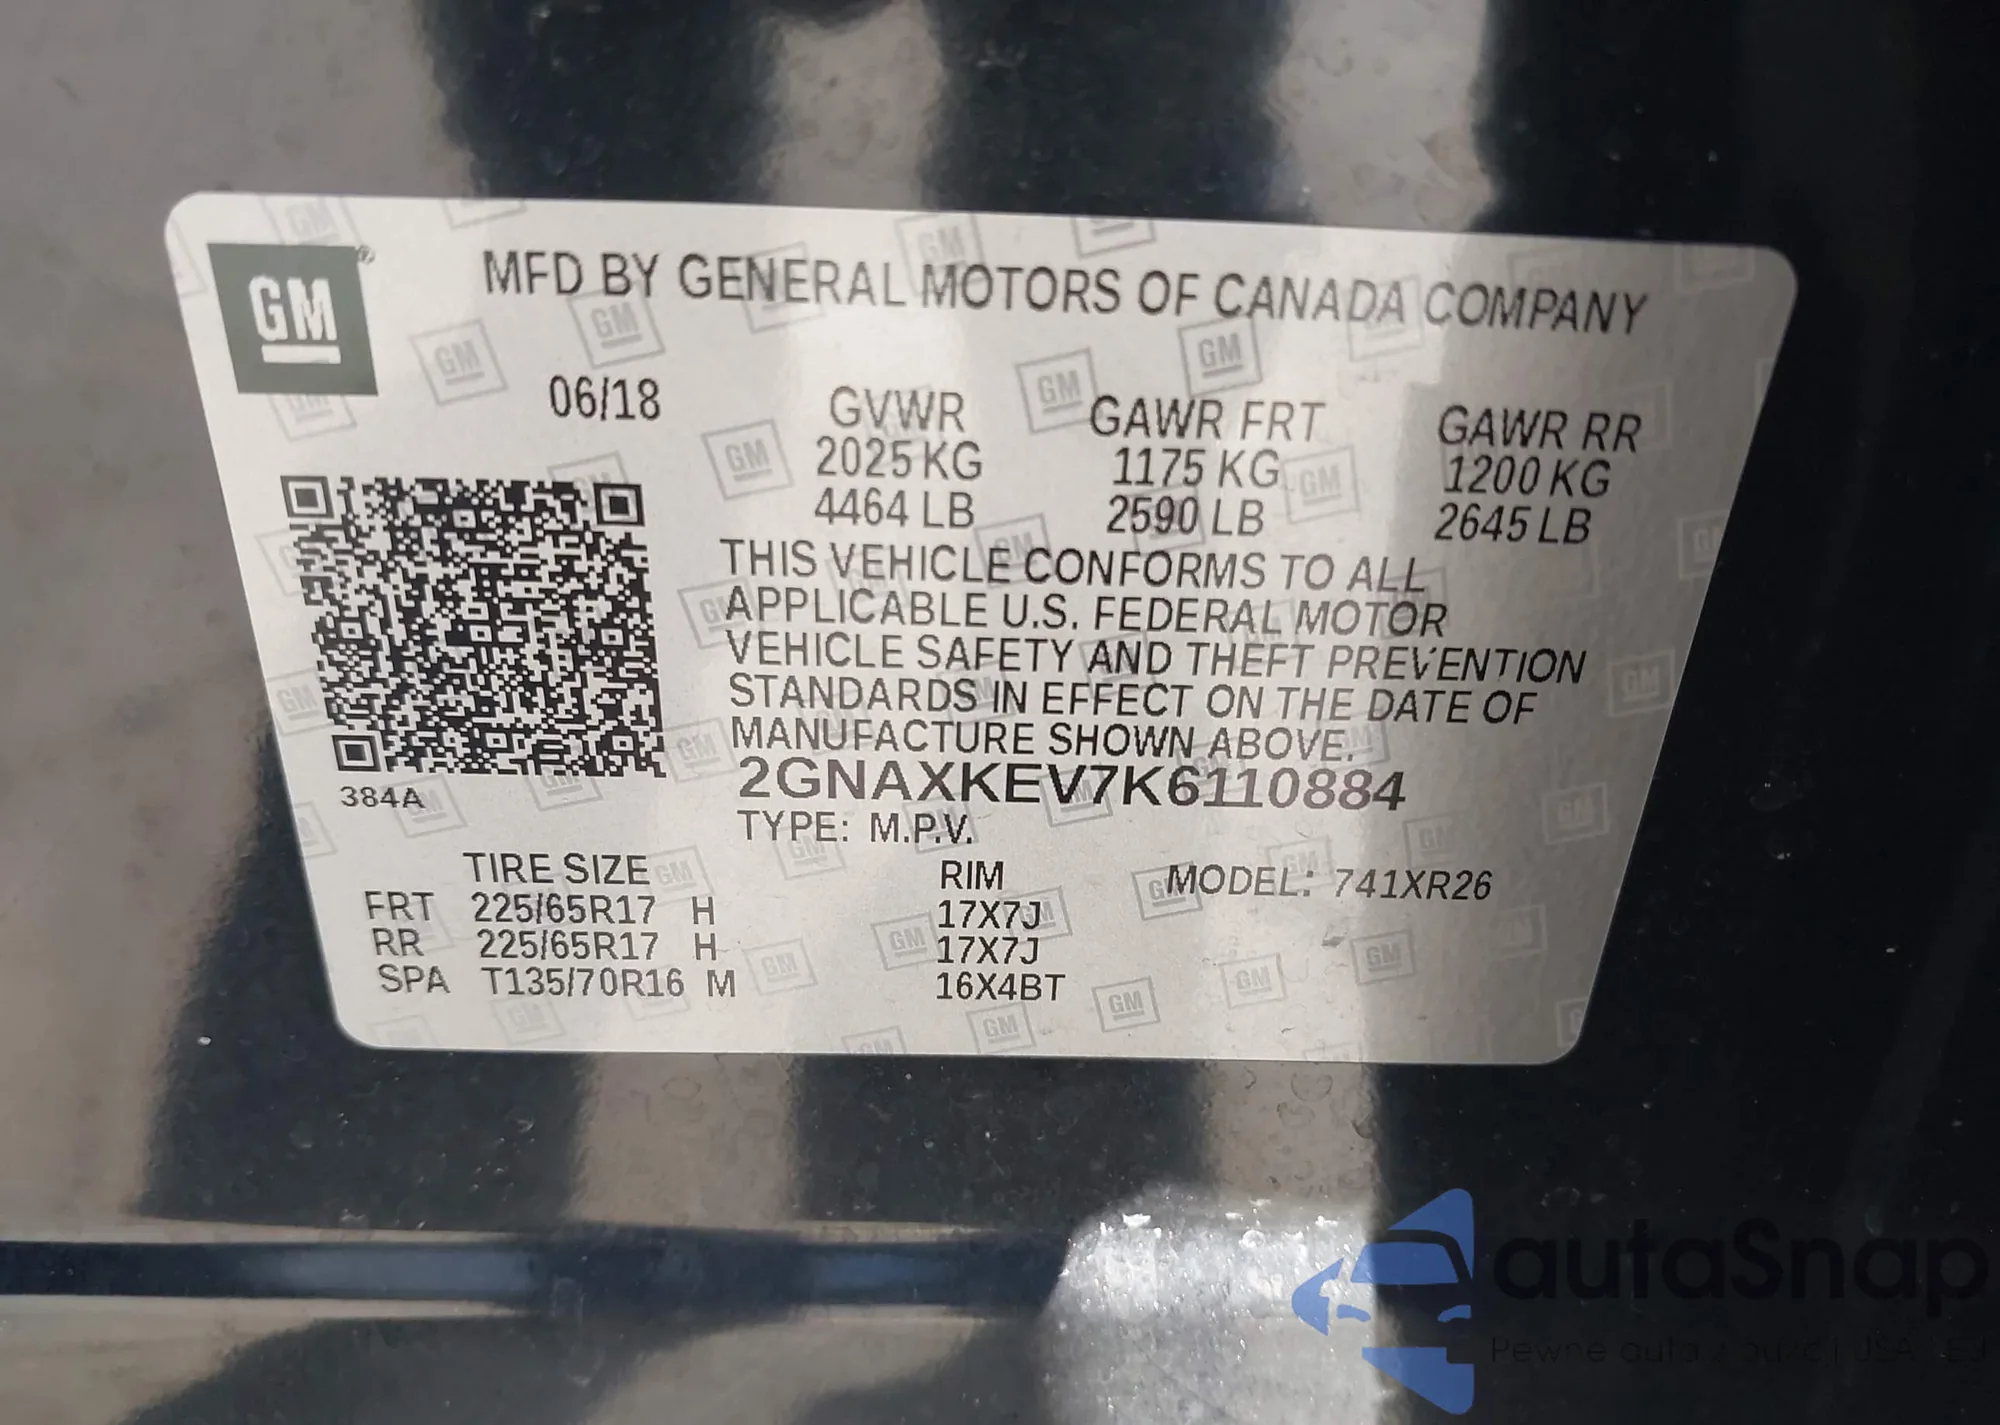 GM
MFD BY GENERAL MOTORS OF CANADA COMPANY
06/18
GVWR GAWR FRT GAWR RR
2025 KG 1175 KG 1200 KG
4464 LB 2590 LB 2645 LB
THIS VEHICLE CONFORMS TO ALL
APPLICABLE U.S. FEDERAL MOTOR
VEHICLE SAFETY AND THEFT PREVENTION
STANDARDS IN EFFECT ON THE DATE OF
MANUFACTURE SHOWN ABOVE.
2GNAXKEV7K6110884
384A
TYPE: M.P.V.
TIRE SIZE RIM MODEL: 741XR26
FRT 225/65R17 H 17X7J
RR 225/65R17 H 17X7J
SPA T135/70R16 M 16X4BT
autaSnap
Pewne auta z